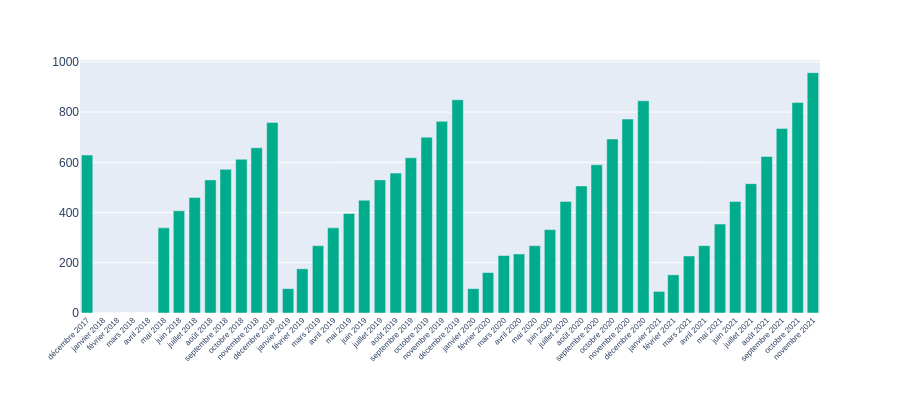 1000
800
600
400
200
0
décembre 2017
janvier 2018
février 2018
mars 2018
avril 2018
mai 2018
juin 2018
juillet 2018
août 2018
septembre 2018
octobre 2018
novembre 2018
décembre 2018
janvier 2019
février 2019
mars 2019
avril 2019
mai 2019
juin 2019
juillet 2019
août 2019
septembre 2019
octobre 2019
novembre 2019
décembre 2019
janvier 2020
février 2020
mars 2020
avril 2020
mai 2020
juin 2020
juillet 2020
août 2020
septembre 2020
octobre 2020
novembre 2020
décembre 2020
janvier 2021
février 2021
mars 2021
avril 2021
mai 2021
juin 2021
juillet 2021
août 2021
septembre 2021
octobre 2021
novembre 2021